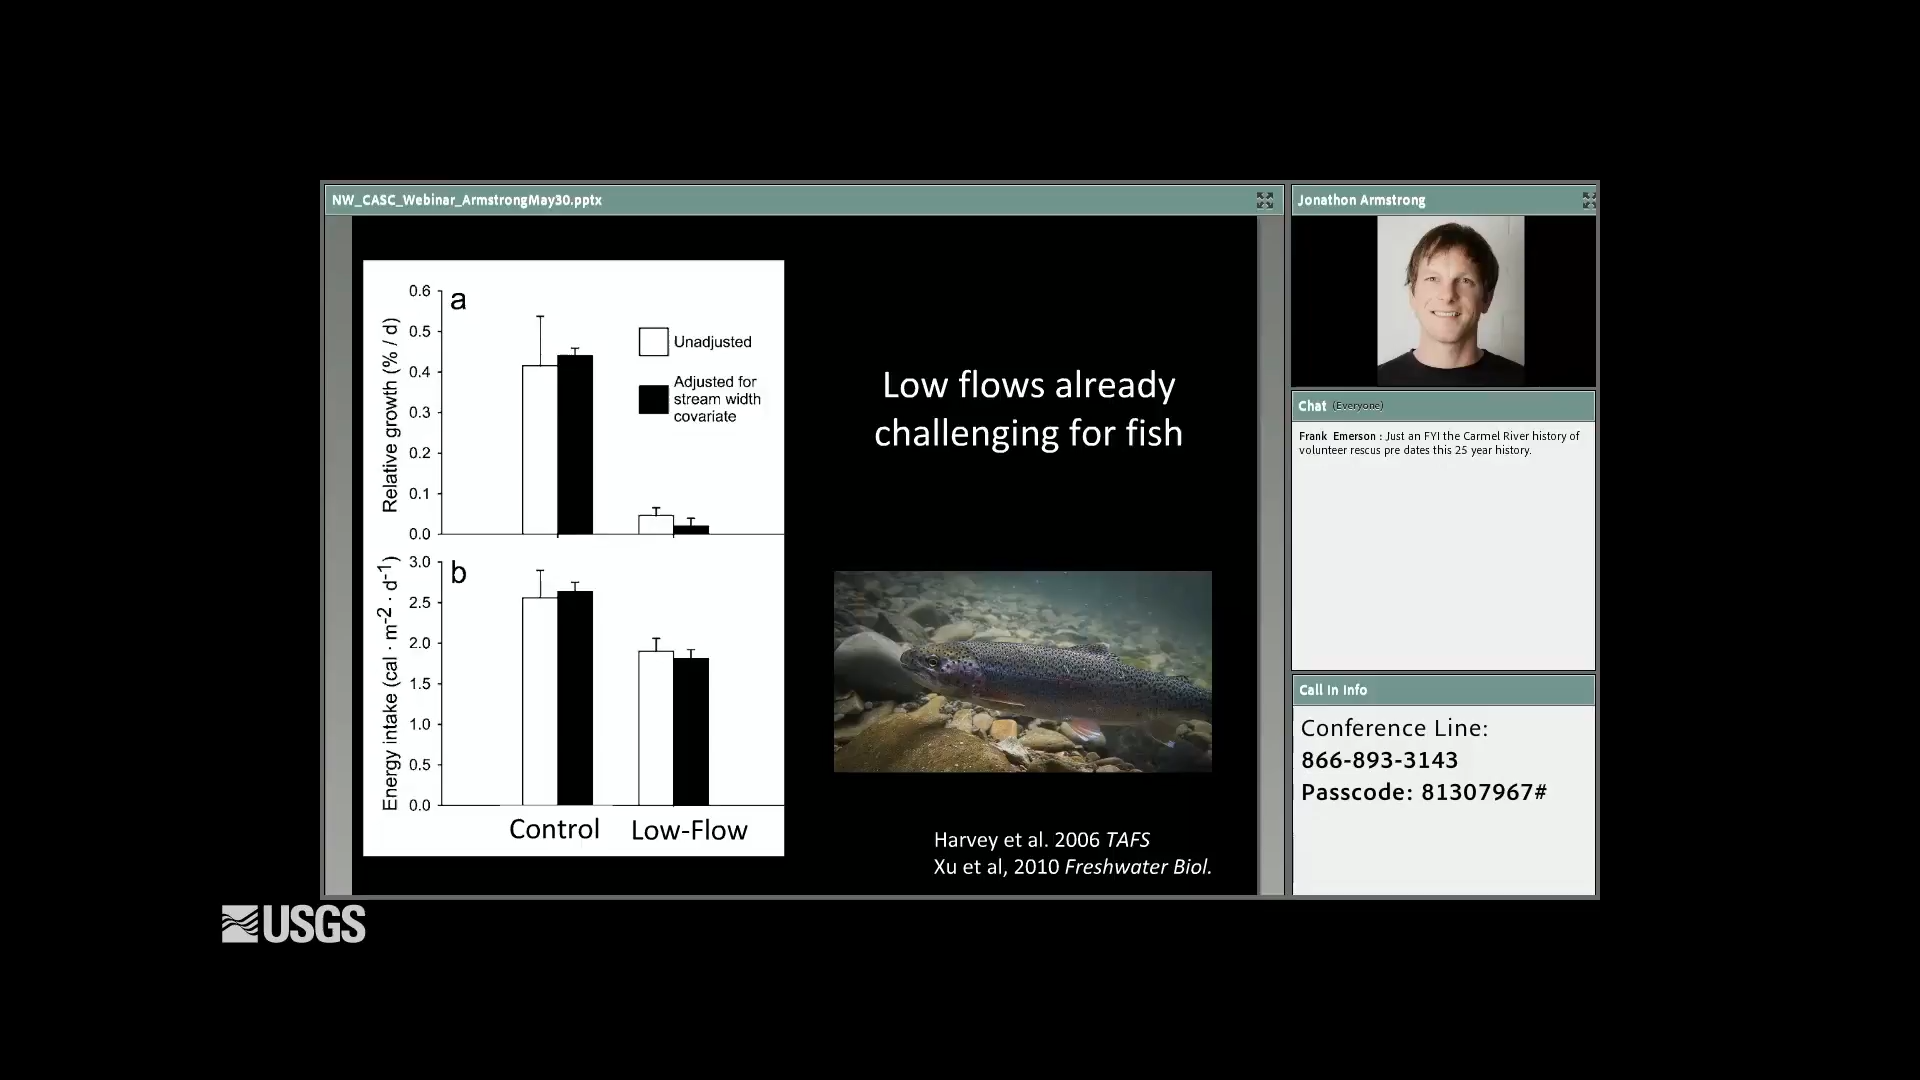 NW_CASC_Webinar_ArmstrongMay30.pptx
a
Relative growth (% / d)
0.6
0.5
0.4
0.3
0.2
0.1
0.0
Unadjusted
Adjusted for
stream width
covariate
b
Energy intake (cal · m-2 · d-1)
3.0
2.5
2.0
1.5
1.0
0.5
0.0
Control Low-Flow
Low flows already
challenging for fish
Harvey et al. 2006 TAFS
Xu et al, 2010 Freshwater Biol.
Jonathon Armstrong
Chat (Everyone)
Frank Emerson : Just an FYI the Carmel River history of
volunteer rescus pre dates this 25 year history.
Call In Info
Conference Line:
866-893-3143
Passcode: 81307967#
USGS